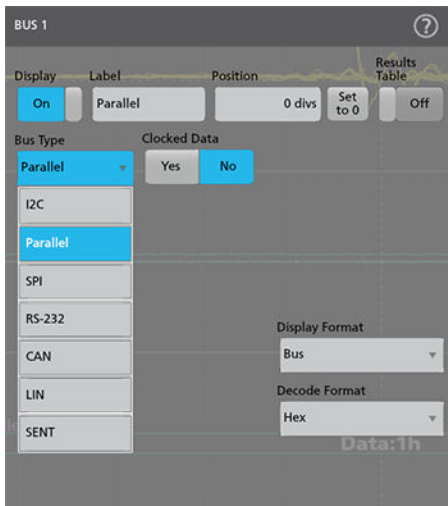 BUS 1
?
Display Label Position Results Table
On Parallel 0 divs Set to 0 Off
Bus Type Clocked Data
Parallel Yes No
I2C
Parallel
SPI
RS-232
CAN
LIN
SENT
Display Format
Bus
Decode Format
Hex
Data:1h